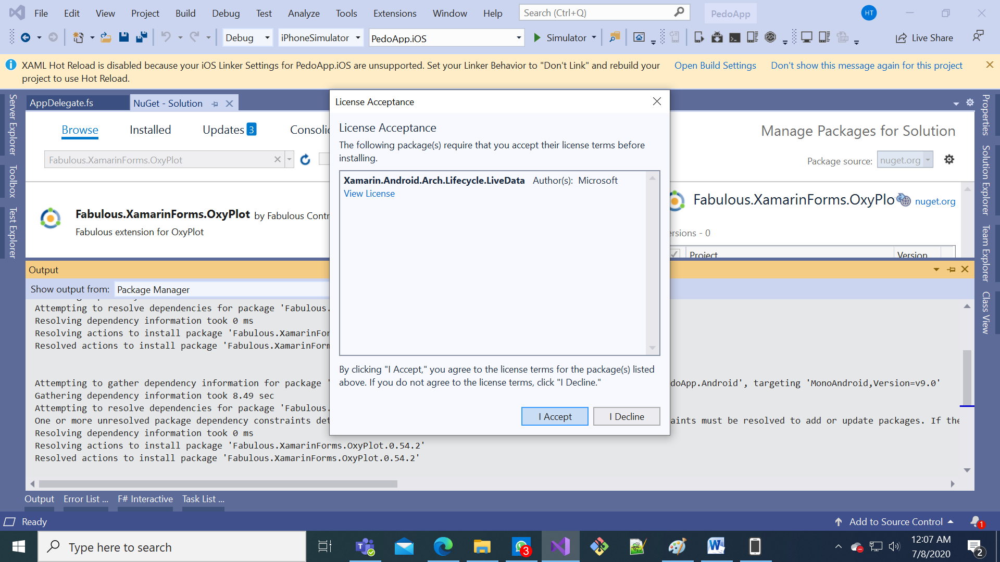 File Edit View Project Build Debug Test Analyze Tools Extensions Window Help Search (Ctrl+Q) PedoApp HT
Debug iPhoneSimulator PedoApp.iOS Simulator Live Share
XAML Hot Reload is disabled because your iOS Linker Settings for PedoApp.iOS are unsupported. Set your Linker Behavior to "Don't Link" and rebuild your Open Build Settings Don't show this message again for this project
project to use Hot Reload.
Server Explorer
Toolbox
Test Explorer
AppDelegate.fs NuGet - Solution
Browse Installed Updates 3 Consolid
Manage Packages for Solution
Fabulous.XamarinForms.OxyPlot
Package source: nuget.org
Fabulous.XamarinForms.OxyPlot by Fabulous Contr
Fabulous extension for OxyPlot
Fabulous.XamarinForms.OxyPlo nuget.org
ersions - 0
Project Version
License Acceptance
License Acceptance
The following package(s) require that you accept their license terms before
installing.
Xamarin.Android.Arch.Lifecycle.LiveData Author(s): Microsoft
View License
By clicking "I Accept," you agree to the license terms for the package(s) listed
above. If you do not agree to the license terms, click "I Decline."
I Accept I Decline
Output
Show output from: Package Manager
Attempting to resolve dependencies for package 'Fabulous.
Resolving dependency information took 0 ms
Resolving actions to install package 'Fabulous.XamarinFor
Resolved actions to install package 'Fabulous.XamarinForm
Attempting to gather dependency information for package ' doApp.Android', targeting 'MonoAndroid,Version=v9.0'
Gathering dependency information took 8.49 sec
Attempting to resolve dependencies for package 'Fabulous.
One or more unresolved package dependency constraints det aints must be resolved to add or update packages. If the
Resolving dependency information took 0 ms
Resolving actions to install package 'Fabulous.XamarinForms.OxyPlot.0.54.2'
Resolved actions to install package 'Fabulous.XamarinForms.OxyPlot.0.54.2'
Properties
Solution Explorer
Team Explorer
Class View
Output Error List ... F# Interactive Task List ...
Ready Add to Source Control 1
Type here to search
3
12:07 AM
7/8/2020
2